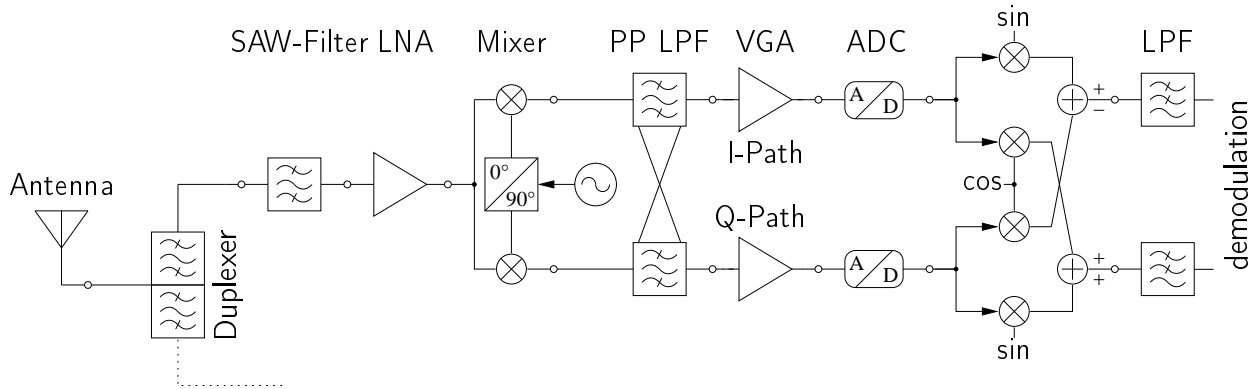 sin
SAW-Filter LNA Mixer PP LPF VGA ADC LPF
A
D
+
−
I-Path
0°
90°
cos
Antenna
Q-Path
Duplexer
A
D
+
+
demodulation
sin